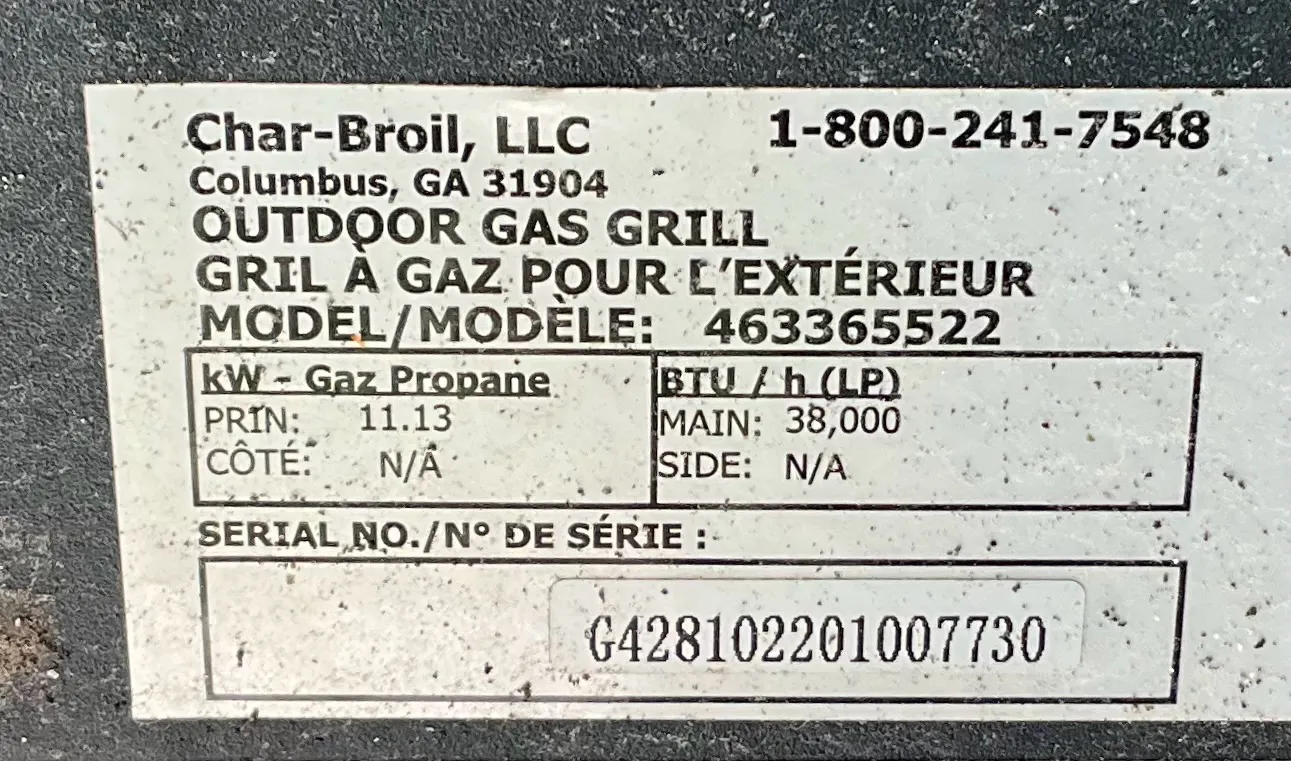 Char-Broil, LLC 1-800-241-7548
Columbus, GA 31904
OUTDOOR GAS GRILL
GRIL À GAZ POUR L'EXTÉRIEUR
MODEL/MODÈLE: 463365522
kW - Gaz Propane BTU / h (LP)
PRIN: 11.13 MAIN: 38,000
CÔTÉ: N/A SIDE: N/A
SERIAL NO./N° DE SÉRIE :
G428102201007730